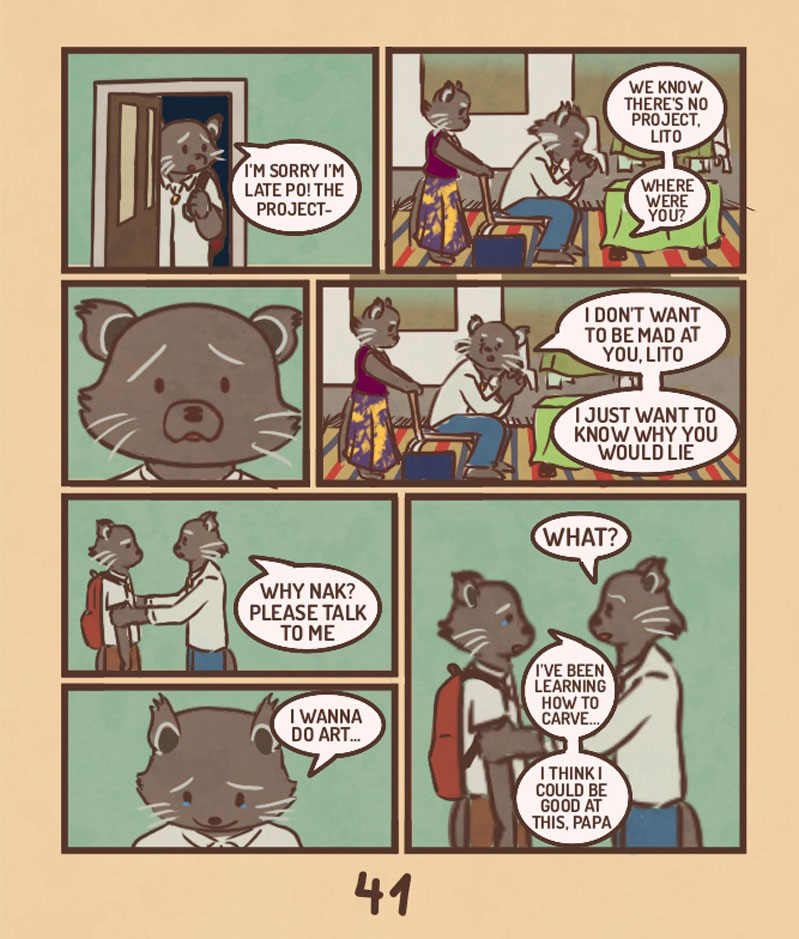 I'M SORRY I'M
LATE PO! THE
PROJECT-
WE KNOW
THERE'S NO
PROJECT,
LITO
WHERE
WERE
YOU?
I DON'T WANT
TO BE MAD AT
YOU, LITO
I JUST WANT TO
KNOW WHY YOU
WOULD LIE
WHY NAK?
PLEASE TALK
TO ME
I WANNA
DO ART...
WHAT?
I'VE BEEN
LEARNING
HOW TO
CARVE...
I THINK I
COULD BE
GOOD AT
THIS, PAPA
41